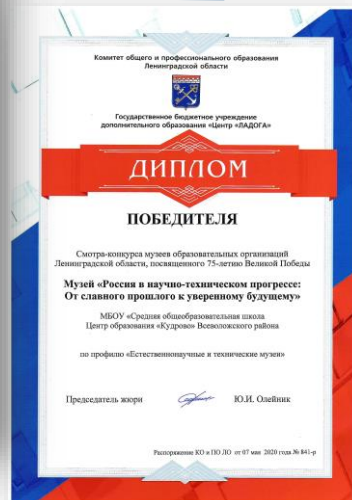 Комитет общего и профессионального образования
Ленинградской области
Государственное бюджетное учреждение
дополнительного образования «Центр «ЛАДОГА»
ДИПЛОМ
ПОБЕДИТЕЛЯ
Смотра-конкурса музеев образовательных организаций
Ленинградской области, посвященного 75-летию Великой Победы
Музей «Россия в научно-техническом прогрессе:
От славного прошлого к уверенному будущему»
МБОУ «Средняя общеобразовательная школа
Центр образования «Кудрово» Всеволожского района
по профилю «Естественнонаучные и технические музеи»
Председатель жюри Ю.И. Олейник
Распоряжение КО и ПО ЛО от 07 мая 2020 года № 841-р